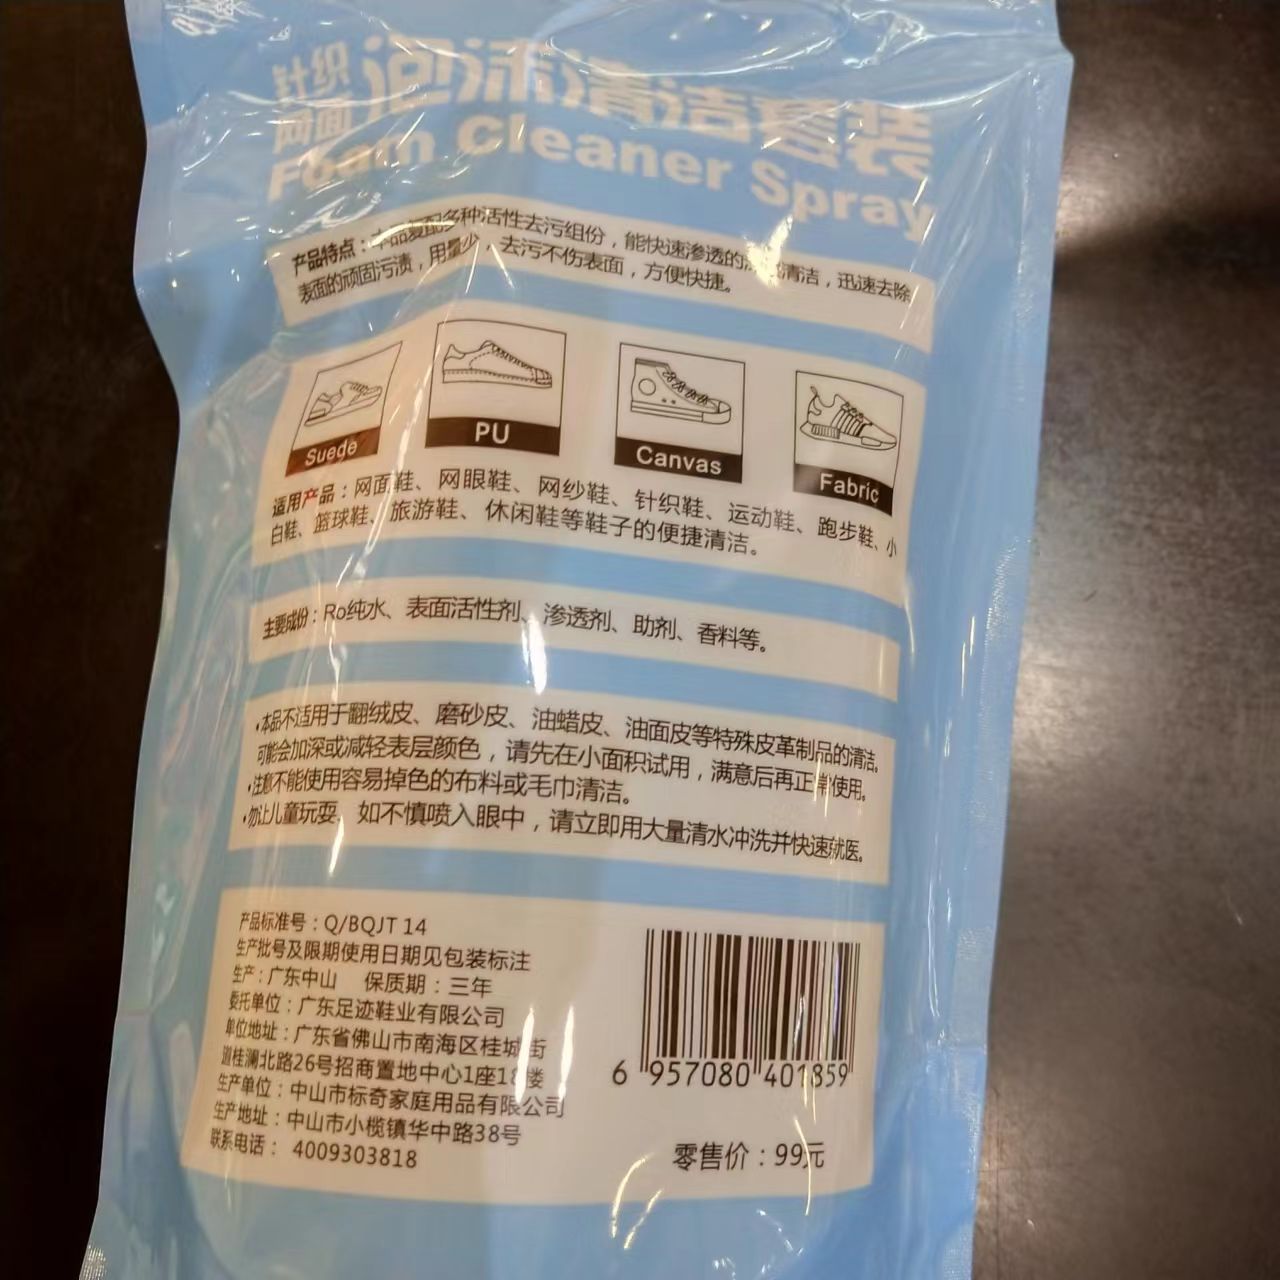 针织 泡沫清洁套装
网面
Foam Cleaner Spray
产品特点：本品复配多种活性去污组份，能快速渗透的清洁，迅速去除
表面的顽固污渍，用量少，去污不伤表面，方便快捷。
Suede
PU
Canvas
Fabric
适用产品：网面鞋、网眼鞋、网纱鞋、针织鞋、运动鞋、跑步鞋、小
白鞋、篮球鞋、旅游鞋、休闲鞋等鞋子的便捷清洁。
主要成份：Ro纯水、表面活性剂、渗透剂、助剂、香料等。
•本品不适用于翻绒皮、磨砂皮、油蜡皮、油面皮等特殊皮革制品的清洁。
可能会加深或减轻表层颜色，请先在小面积试用，满意后再正常使用。
•注意不能使用容易掉色的布料或毛巾清洁。
•勿让儿童玩耍、如不慎喷入眼中，请立即用大量清水冲洗并快速就医。
产品标准号：Q/BQJT 14
生产批号及限期使用日期见包装标注
生产：广东中山 保质期：三年
委托单位：广东足迹鞋业有限公司
单位地址：广东省佛山市南海区桂城街
道桂澜北路26号招商置地中心1座18楼
生产单位：中山市标奇家庭用品有限公司
生产地址：中山市小榄镇华中路38号
联系电话：4009303818
6 957080 401859
零售价：99元